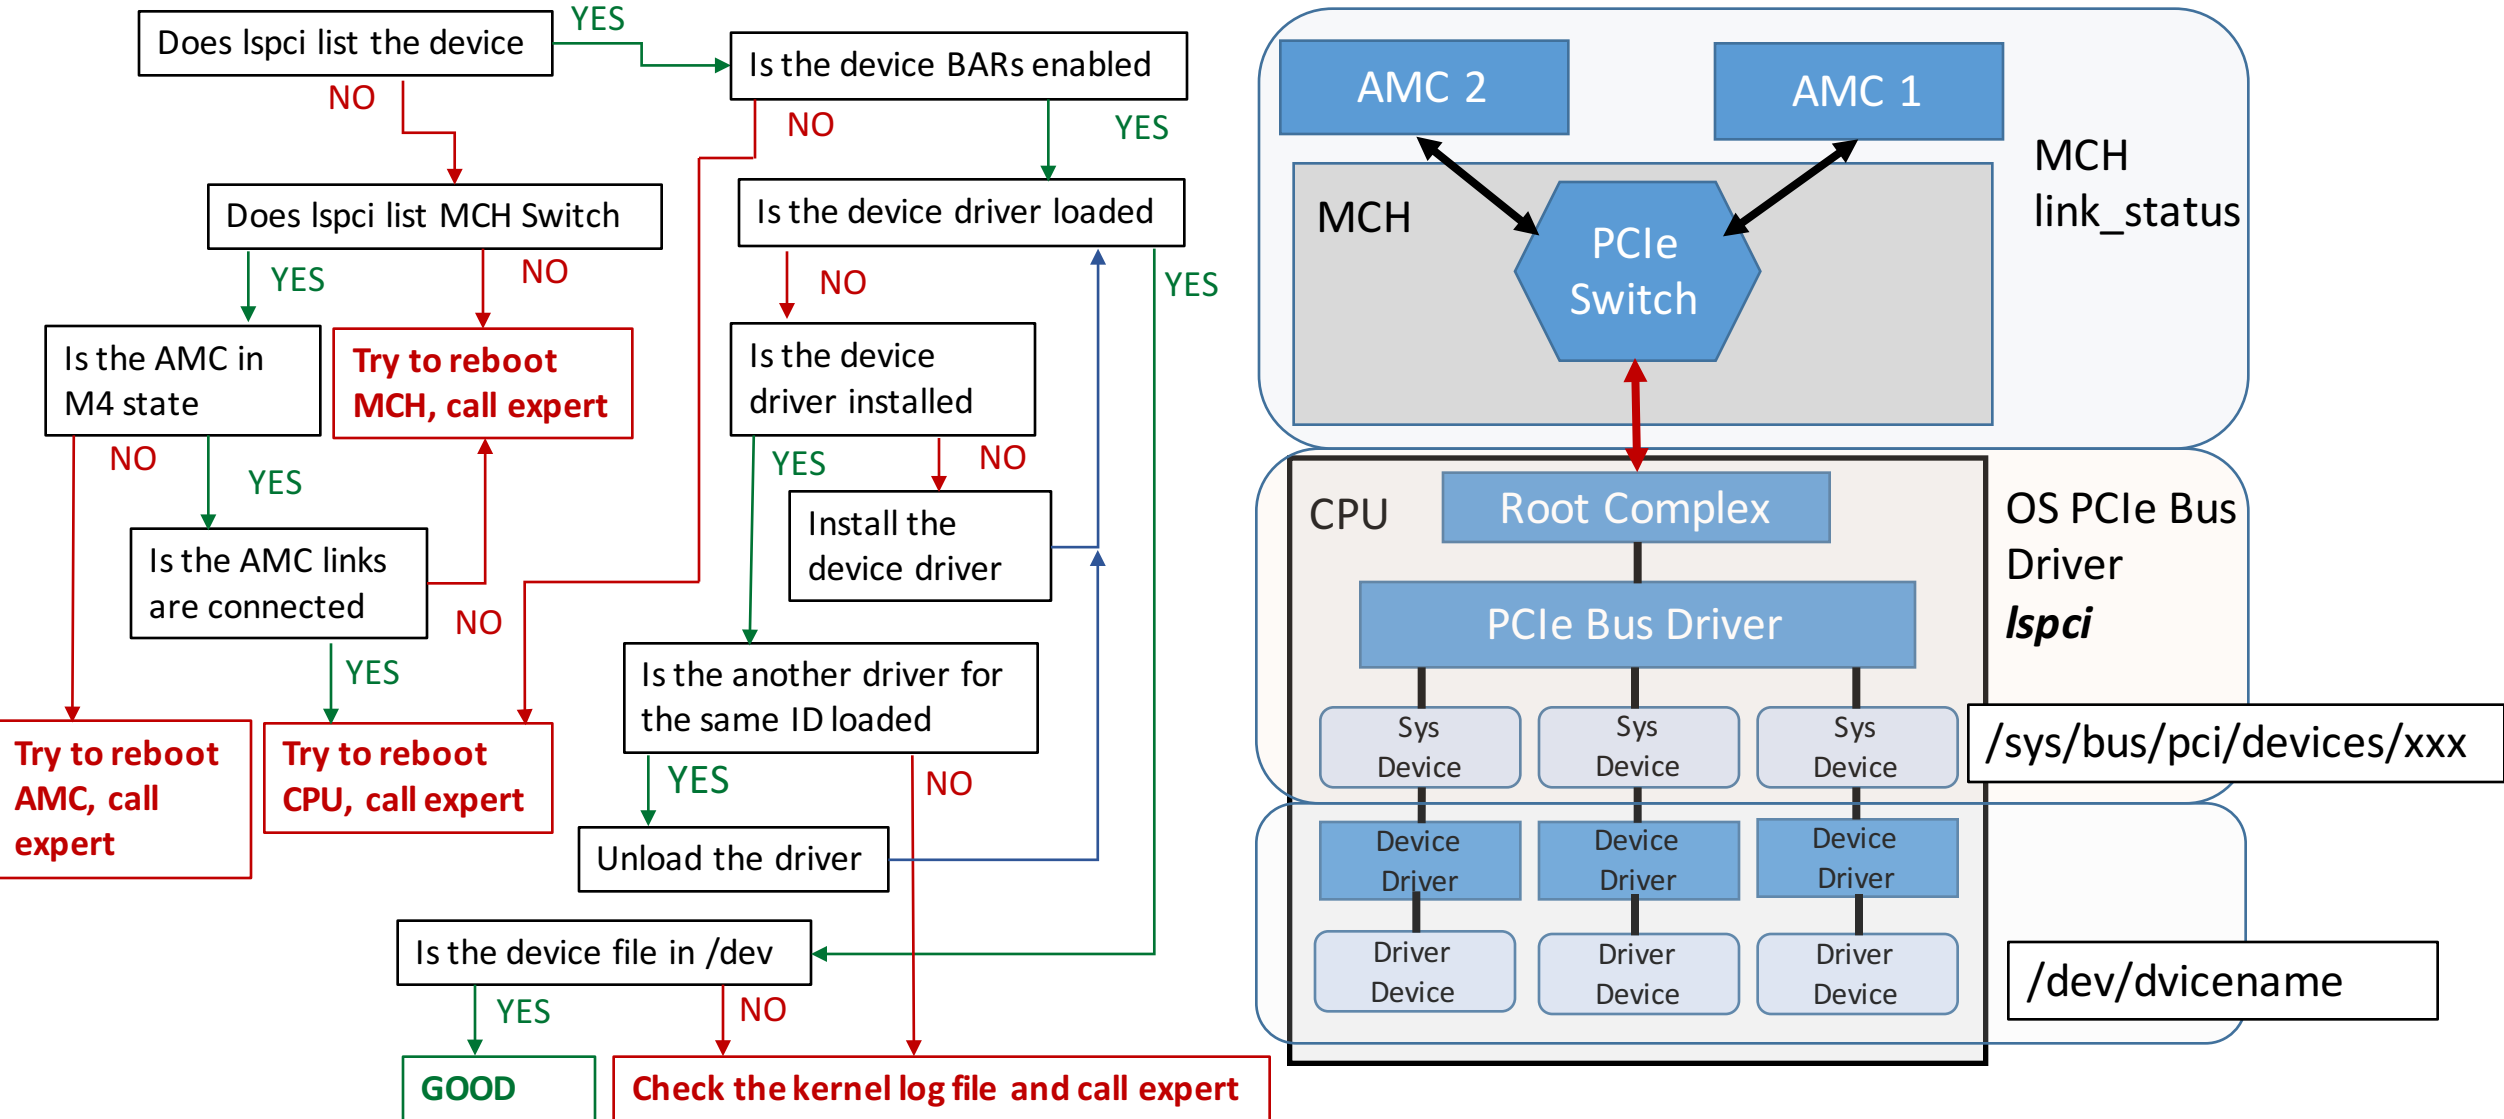 Does lspci list the device
YES
NO
Is the device BARs enabled
NO
YES
Does lspci list MCH Switch
YES
NO
Is the device driver loaded
NO
YES
Is the AMC in
M4 state
NO
YES
Try to reboot
MCH, call expert
Is the device
driver installed
YES
NO
Is the AMC links
are connected
NO
YES
Install the
device driver
Is the another driver for
the same ID loaded
YES
NO
Try to reboot
AMC, call
expert
Try to reboot
CPU, call expert
Unload the driver
Is the device file in /dev
YES
NO
GOOD
Check the kernel log file and call expert
AMC 2
AMC 1
MCH
link_status
MCH
PCIe
Switch
CPU
Root Complex
OS PCIe Bus
Driver
lspci
PCIe Bus Driver
Sys
Device
Sys
Device
Sys
Device
/sys/bus/pci/devices/xxx
Device
Driver
Device
Driver
Device
Driver
Driver
Device
Driver
Device
Driver
Device
/dev/dvicename